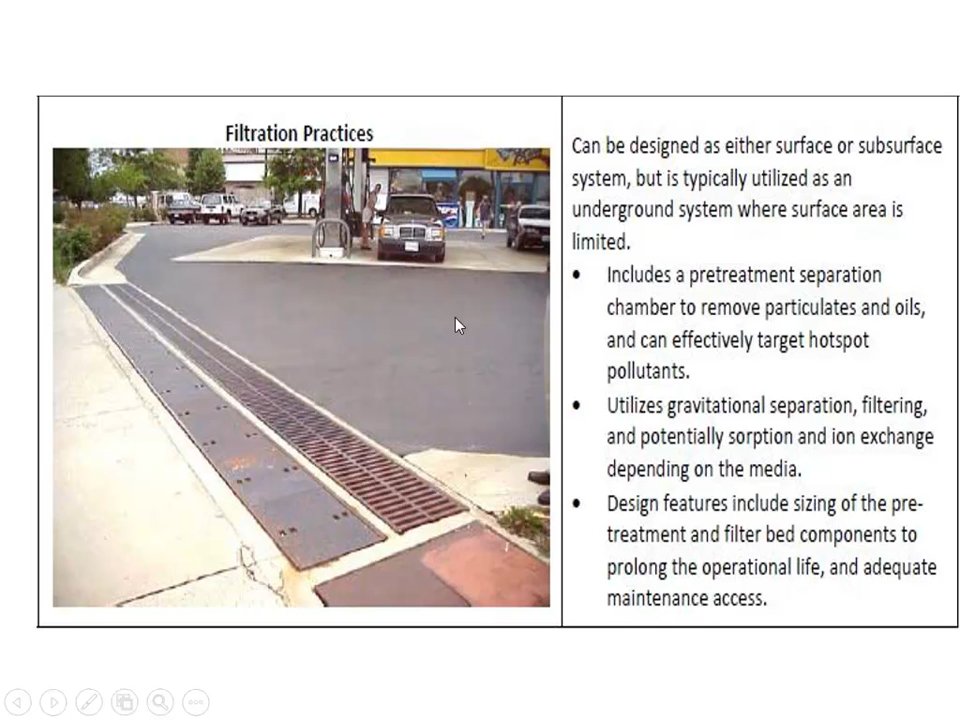 Filtration Practices
Can be designed as either surface or subsurface
system, but is typically utilized as an
underground system where surface area is
limited.
• Includes a pretreatment separation
chamber to remove particulates and oils,
and can effectively target hotspot
pollutants.
• Utilizes gravitational separation, filtering,
and potentially sorption and ion exchange
depending on the media.
• Design features include sizing of the pre-
treatment and filter bed components to
prolong the operational life, and adequate
maintenance access.